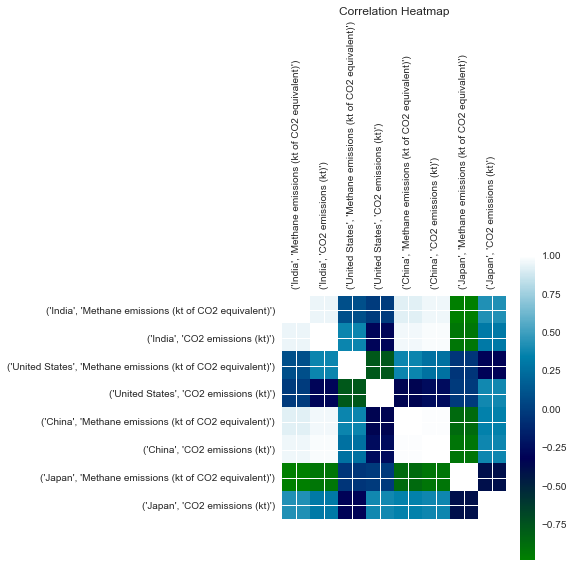 Correlation Heatmap
('India', 'Methane emissions (kt of CO2 equivalent)')
('India', 'CO2 emissions (kt)')
('United States', 'Methane emissions (kt of CO2 equivalent)')
('United States', 'CO2 emissions (kt)')
('China', 'Methane emissions (kt of CO2 equivalent)')
('China', 'CO2 emissions (kt)')
('Japan', 'Methane emissions (kt of CO2 equivalent)')
('Japan', 'CO2 emissions (kt)')
('India', 'Methane emissions (kt of CO2 equivalent)')
('India', 'CO2 emissions (kt)')
('United States', 'Methane emissions (kt of CO2 equivalent)')
('United States', 'CO2 emissions (kt)')
('China', 'Methane emissions (kt of CO2 equivalent)')
('China', 'CO2 emissions (kt)')
('Japan', 'Methane emissions (kt of CO2 equivalent)')
('Japan', 'CO2 emissions (kt)')
1.00
0.75
0.50
0.25
0.00
−0.25
−0.50
−0.75